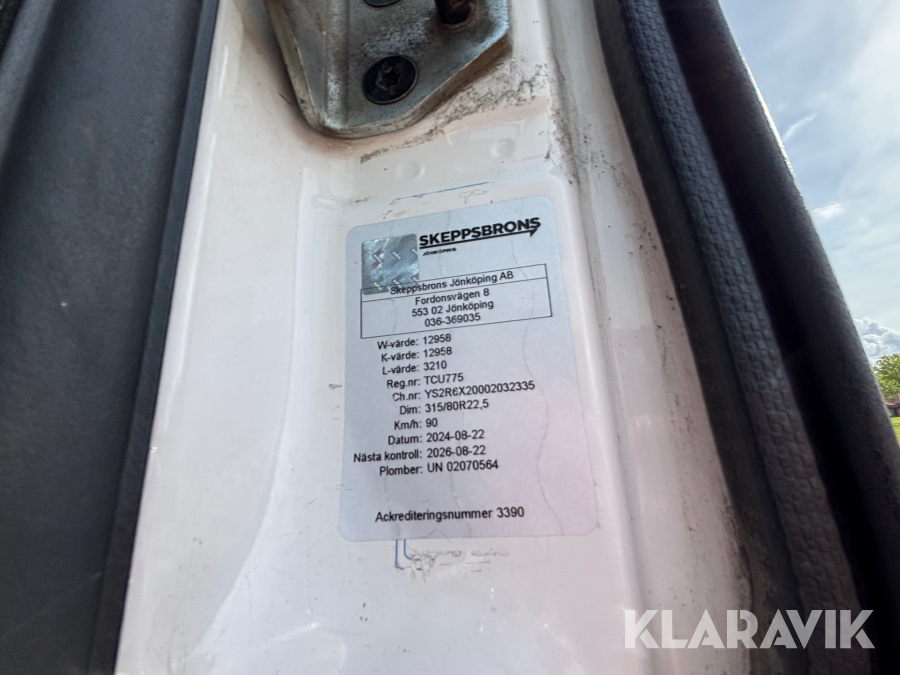 SKEPPSBRONS
JÖNKÖPING
Skeppsbrons Jönköping AB
Fordonsvägen 8
553 02 Jönköping
036-369035
W-värde: 12958
K-värde: 12958
L-värde: 3210
Reg.nr: TCU775
Ch.nr: YS2R6X20002032335
Dim: 315/80R22,5
Km/h: 90
Datum: 2024-08-22
Nästa kontroll: 2026-08-22
Plomber: UN 02070564
Ackrediteringsnummer 3390
KLARAVIK